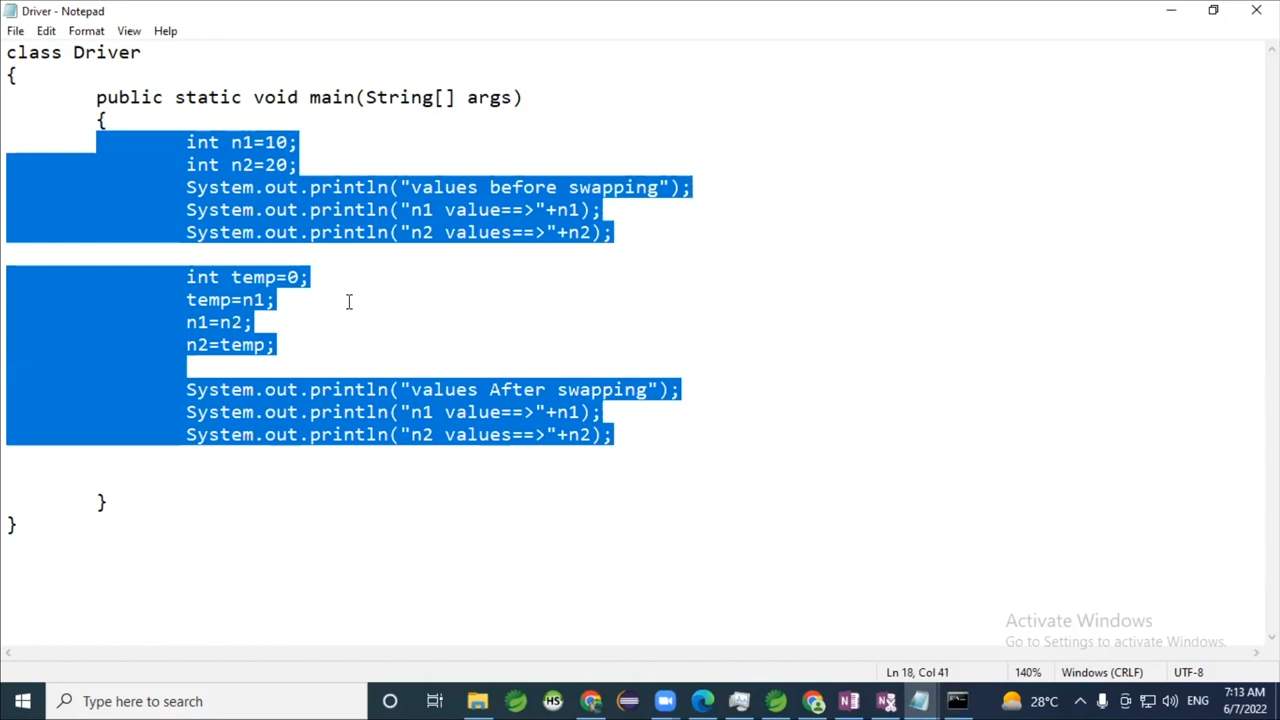 Driver - Notepad
File Edit Format View Help
class Driver
{
public static void main(String[] args)
{
int n1=10;
int n2=20;
System.out.println("values before swapping");
System.out.println("n1 value==>"+n1);
System.out.println("n2 values==>"+n2);
int temp=0;
temp=n1;
n1=n2;
n2=temp;
System.out.println("values After swapping");
System.out.println("n1 value==>"+n1);
System.out.println("n2 values==>"+n2);
}
}
Activate Windows
Go to Settings to activate Windows.
Ln 18, Col 41 140% Windows (CRLF) UTF-8
Type here to search HS N 28°C ENG 7:13 AM
6/7/2022